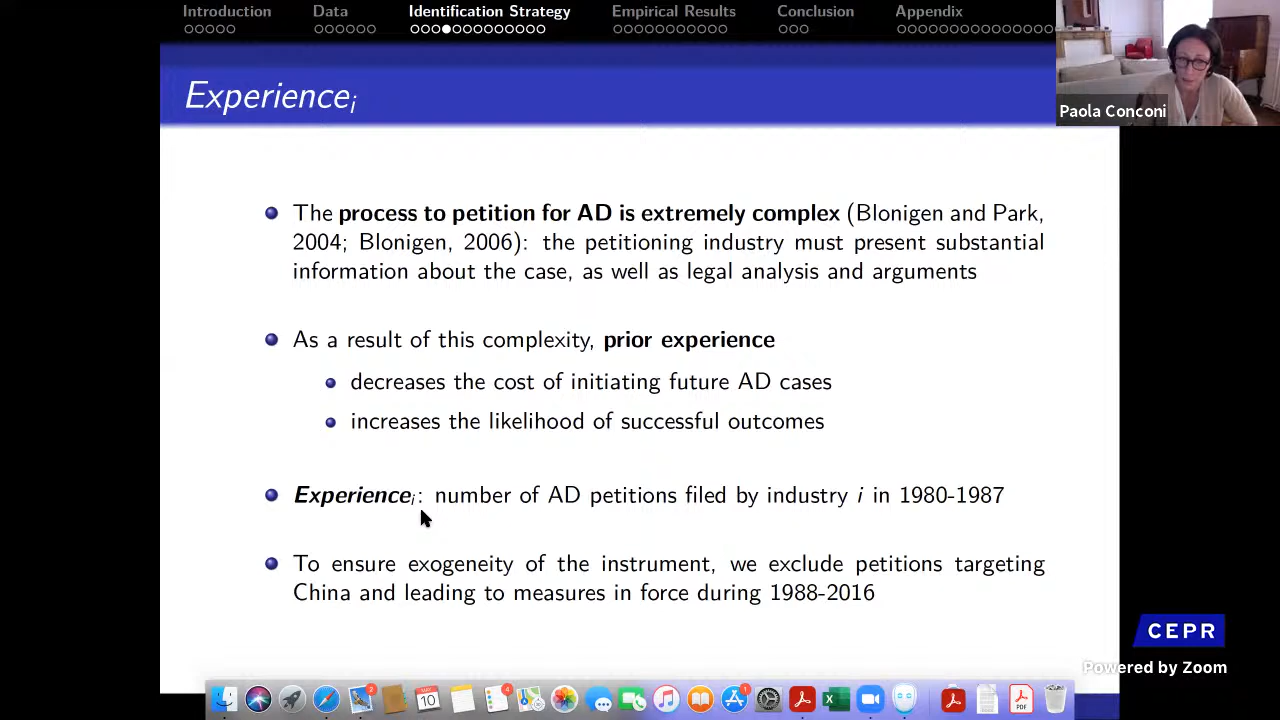 Introduction Data Identification Strategy Empirical Results Conclusion Appendix
Experience_i
Paola Conconi
The process to petition for AD is extremely complex (Blonigen and Park,
2004; Blonigen, 2006): the petitioning industry must present substantial
information about the case, as well as legal analysis and arguments
As a result of this complexity, prior experience
decreases the cost of initiating future AD cases
increases the likelihood of successful outcomes
Experience_i: number of AD petitions filed by industry i in 1980-1987
To ensure exogeneity of the instrument, we exclude petitions targeting
China and leading to measures in force during 1988-2016
CEPR
Powered by Zoom